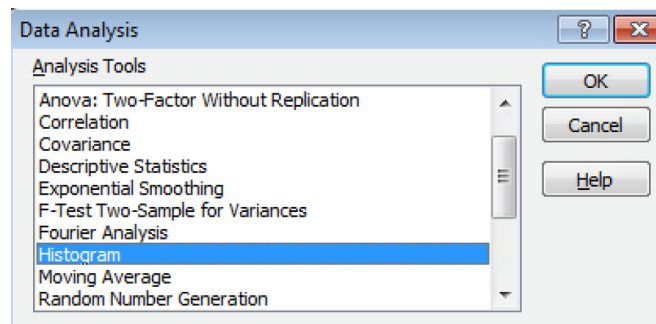 Data Analysis
Analysis Tools
Anova: Two-Factor Without Replication
Correlation
Covariance
Descriptive Statistics
Exponential Smoothing
F-Test Two-Sample for Variances
Fourier Analysis
Histogram
Moving Average
Random Number Generation
?
OK
Cancel
Help